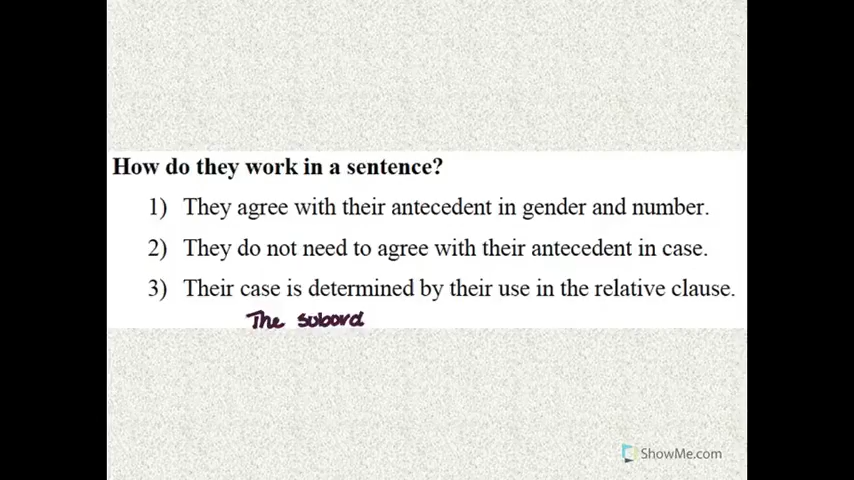 How do they work in a sentence?
1) They agree with their antecedent in gender and number.
2) They do not need to agree with their antecedent in case.
3) Their case is determined by their use in the relative clause.
The subord
ShowMe.com